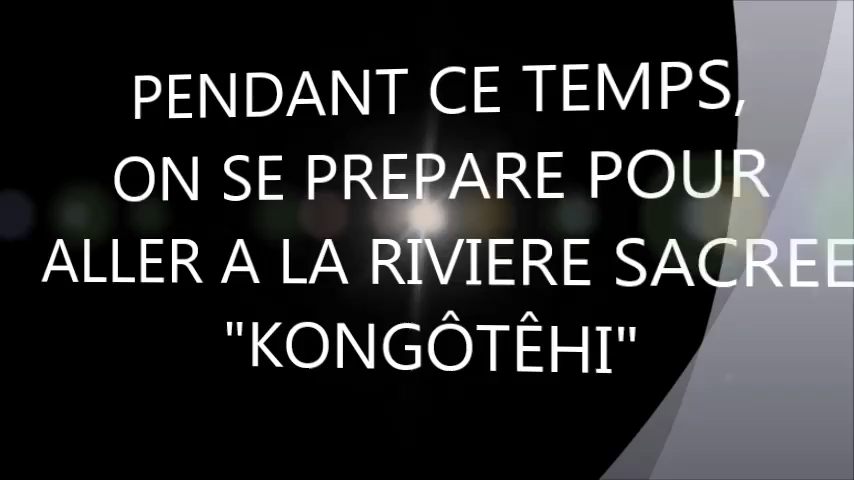 PENDANT CE TEMPS,
ON SE PREPARE POUR
ALLER A LA RIVIERE SACREE
"KONGÔTÊHI"